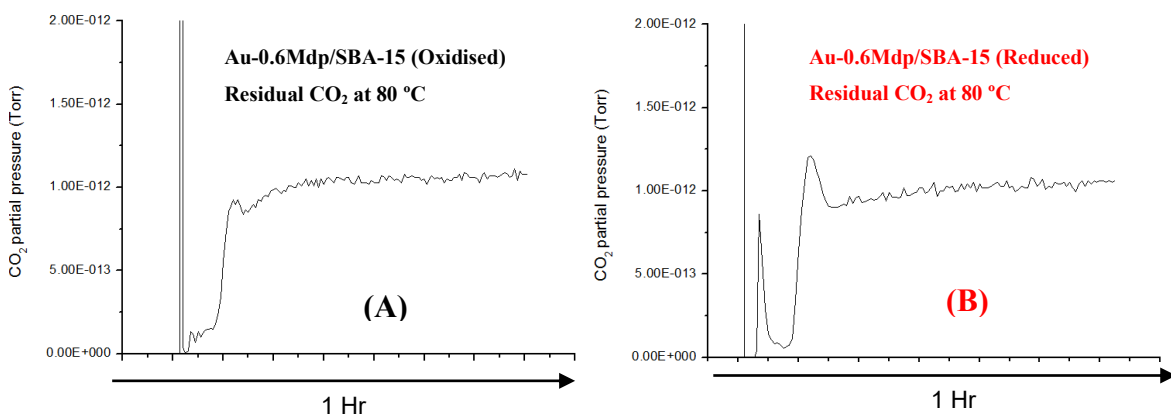 2.00E-012
1.50E-012
1.00E-012
5.00E-013
0.00E+000
CO₂ partial pressure (Torr)
Au-0.6Mdp/SBA-15 (Oxidised)
Residual CO₂ at 80 ºC
(A)
1 Hr
2.00E-012
1.50E-012
1.00E-012
5.00E-013
0.00E+000
CO₂ partial pressure (Torr)
Au-0.6Mdp/SBA-15 (Reduced)
Residual CO₂ at 80 ºC
(B)
1 Hr